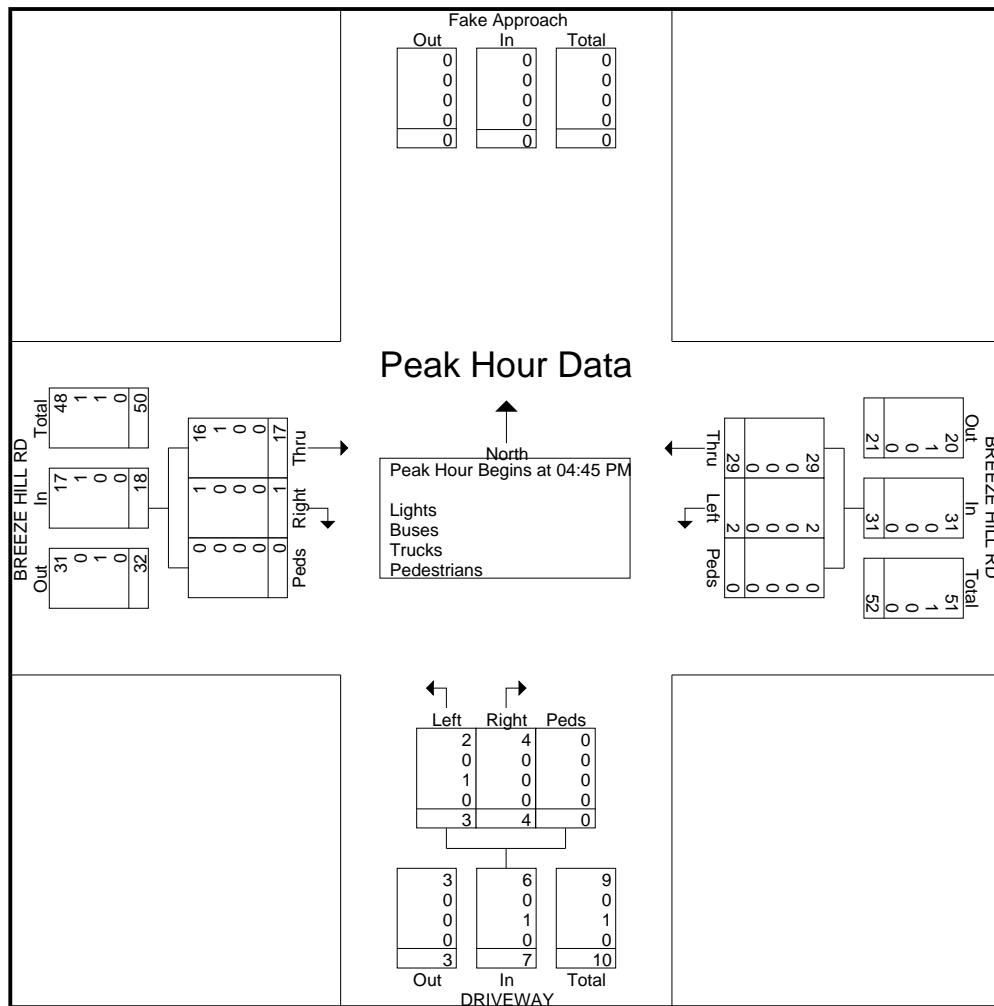 Fake Approach
Out In Total
0 0 0
0 0 0
0 0 0
0 0 0
0 0 0
Peak Hour Data
North
Peak Hour Begins at 04:45 PM
Lights
Buses
Trucks
Pedestrians
BREEZE HILL RD
Total
48 1 1 0 50
In
17 1 0 0 18
Out
31 0 1 0 32
Thru
16 1 0 0 17
Right
1 0 0 0 1
Peds
0 0 0 0 0
BREEZE HILL RD
Out
20 1 0 0 21
In
31 0 0 0 31
Total
51 1 0 0 52
Thru
29 0 0 0 29
Left
2 0 0 0 2
Peds
0 0 0 0 0
Left Right Peds
2 4 0
0 0 0
1 0 0
0 0 0
3 4 0
3 6 9
0 0 0
0 1 1
0 0 0
3 7 10
Out In Total
DRIVEWAY